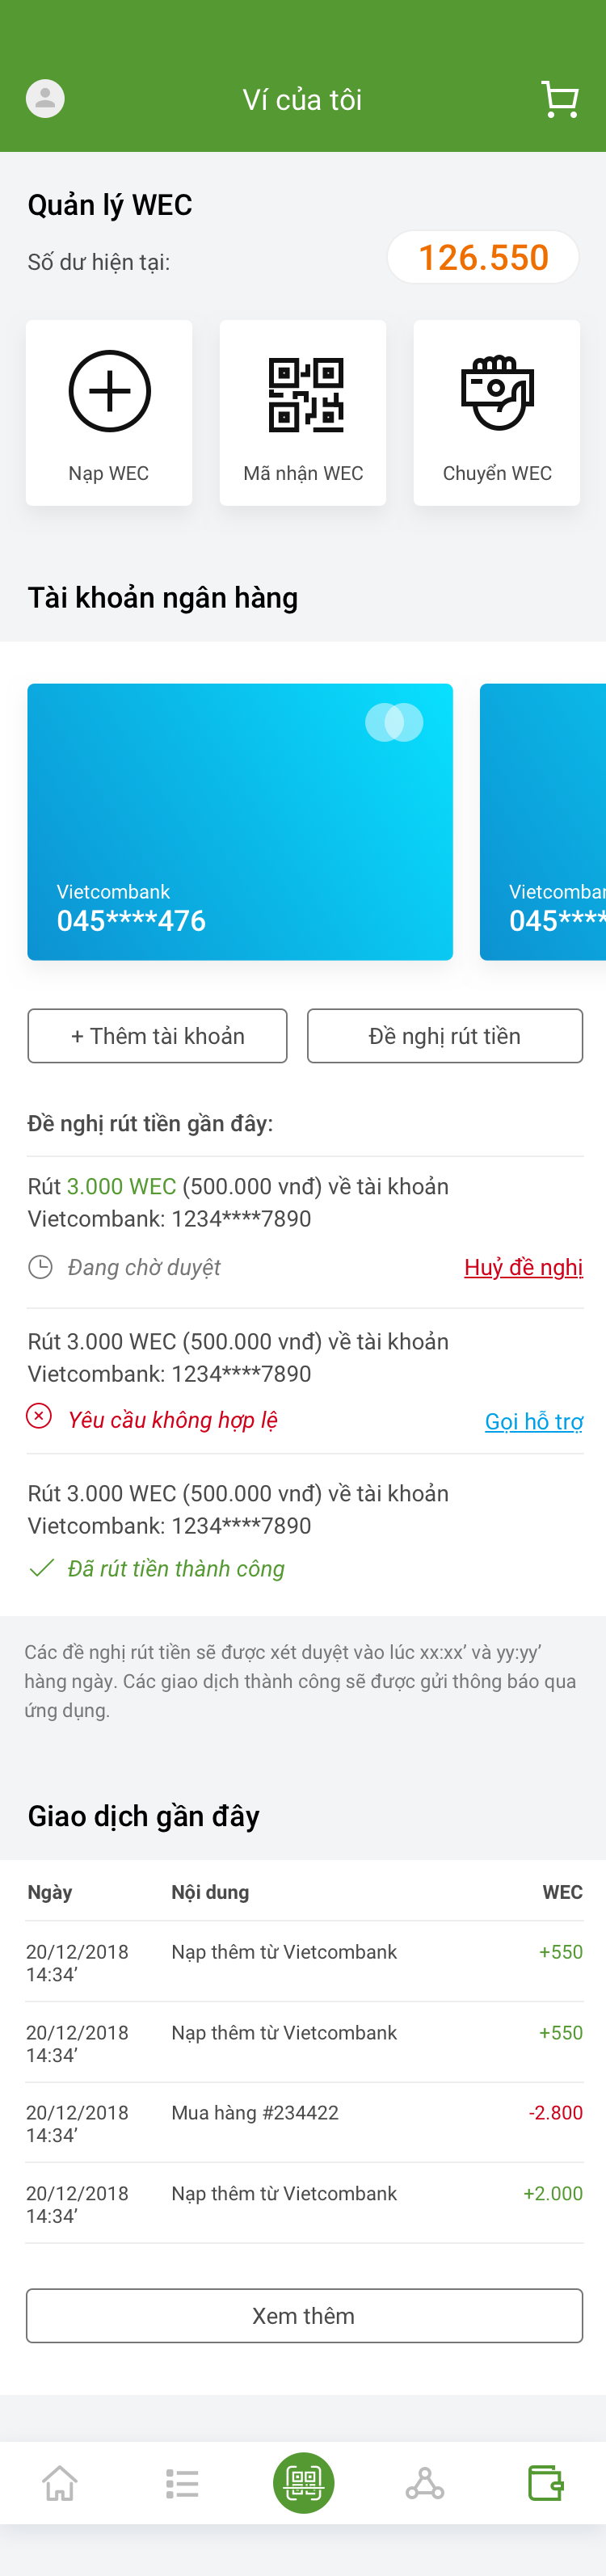 Ví của tôi
Quản lý WEC
Số dư hiện tại:
126.550
Nạp WEC
Mã nhận WEC
Chuyển WEC
Tài khoản ngân hàng
Vietcombank
045****476
Vietcombar
045****
+ Thêm tài khoản
Đề nghị rút tiền
Đề nghị rút tiền gần đây:
Rút 3.000 WEC (500.000 vnđ) về tài khoản
Vietcombank: 1234****7890
Đang chờ duyệt
Huỷ đề nghị
Rút 3.000 WEC (500.000 vnđ) về tài khoản
Vietcombank: 1234****7890
Yêu cầu không hợp lệ
Gọi hỗ trợ
Rút 3.000 WEC (500.000 vnđ) về tài khoản
Vietcombank: 1234****7890
Đã rút tiền thành công
Các đề nghị rút tiền sẽ được xét duyệt vào lúc xx:xx’ và yy:yy’
hàng ngày. Các giao dịch thành công sẽ được gửi thông báo qua
ứng dụng.
Giao dịch gần đây
Ngày Nội dung WEC
20/12/2018 Nạp thêm từ Vietcombank +550
14:34’
20/12/2018 Nạp thêm từ Vietcombank +550
14:34’
20/12/2018 Mua hàng #234422 -2.800
14:34’
20/12/2018 Nạp thêm từ Vietcombank +2.000
14:34’
Xem thêm